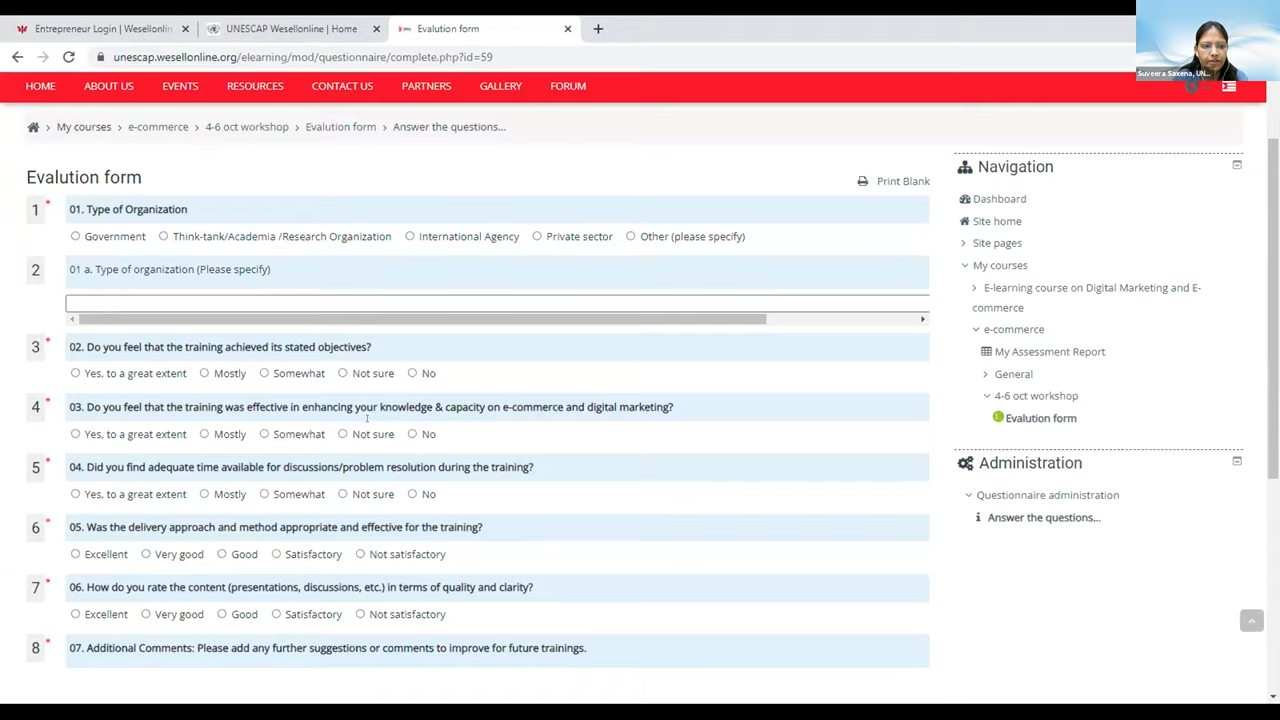 Entrepreneur Login | Wesellonlin
UNESCAP Wesellonline | Home
Evalution form
unescap.wesellonline.org/elearning/mod/questionnaire/complete.php?id=59
Suveera Saxena, UN...
HOME ABOUT US EVENTS RESOURCES CONTACT US PARTNERS GALLERY FORUM
My courses > e-commerce > 4-6 oct workshop > Evalution form > Answer the questions...
Evalution form
Print Blank
1 * 01. Type of Organization
Government Think-tank/Academia /Research Organization International Agency Private sector Other (please specify)
2 01 a. Type of organization (Please specify)
3 * 02. Do you feel that the training achieved its stated objectives?
Yes, to a great extent Mostly Somewhat Not sure No
4 * 03. Do you feel that the training was effective in enhancing your knowledge & capacity on e-commerce and digital marketing?
Yes, to a great extent Mostly Somewhat Not sure No
5 * 04. Did you find adequate time available for discussions/problem resolution during the training?
Yes, to a great extent Mostly Somewhat Not sure No
6 * 05. Was the delivery approach and method appropriate and effective for the training?
Excellent Very good Good Satisfactory Not satisfactory
7 * 06. How do you rate the content (presentations, discussions, etc.) in terms of quality and clarity?
Excellent Very good Good Satisfactory Not satisfactory
8 * 07. Additional Comments: Please add any further suggestions or comments to improve for future trainings.
Navigation
Dashboard
Site home
Site pages
My courses
E-learning course on Digital Marketing and E-
commerce
e-commerce
My Assessment Report
General
4-6 oct workshop
Evalution form
Administration
Questionnaire administration
Answer the questions...